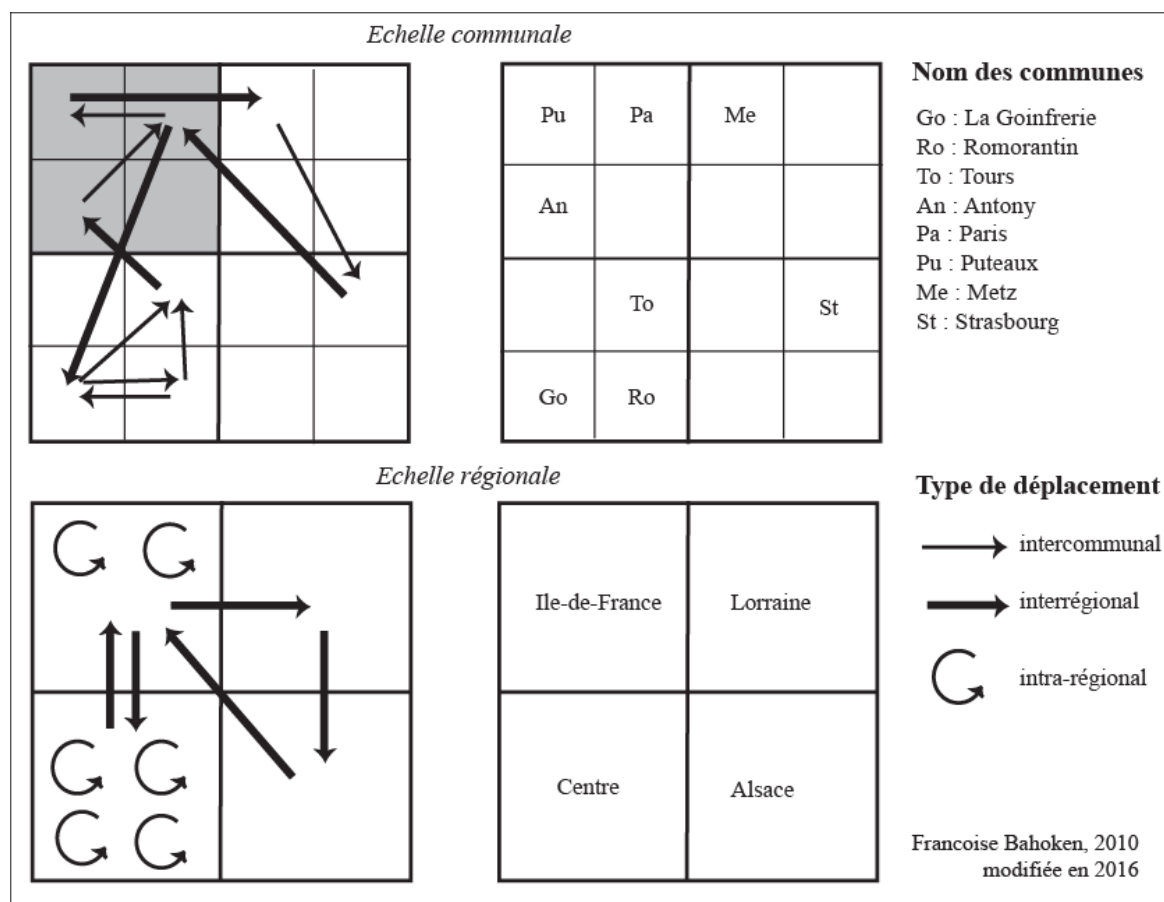 Echelle communale
Nom des communes
Pu Pa Me
An
To St
Go Ro
Go : La Goinfrerie
Ro : Romorantin
To : Tours
An : Antony
Pa : Paris
Pu : Puteaux
Me : Metz
St : Strasbourg
Echelle régionale
Type de déplacement
Ile-de-France Lorraine
Centre Alsace
intercommunal
interrégional
intra-régional
Francoise Bahoken, 2010
modifiée en 2016